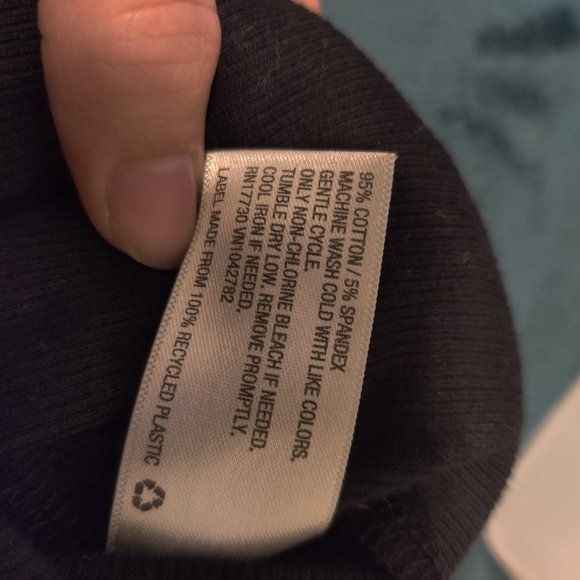 95% COTTON / 5% SPANDEX
MACHINE WASH COLD WITH LIKE COLORS.
GENTLE CYCLE.
ONLY NON-CHLORINE BLEACH IF NEEDED.
TUMBLE DRY LOW. REMOVE PROMPTLY.
COOL IRON IF NEEDED.
RN17730 VN1042782
LABEL MADE FROM 100% RECYCLED PLASTIC